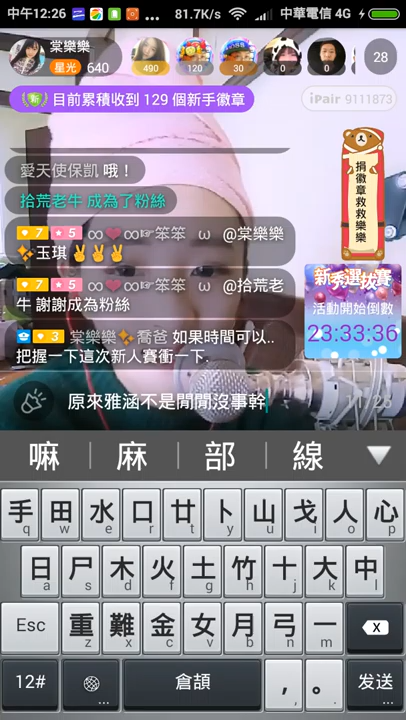 中午12:26 ... 81.7K/s 中華電信 4G
棠樂樂
星光 640
490 120 30 0 0 28
新 目前累積收到 129 個新手徽章
iPair 9111873
捐徽章救救樂樂
愛天使保凱 哦！
拾荒老牛 成為了粉絲
7 5 ∞❤∞☞笨笨 ω @棠樂樂
✨玉琪 ✌✌✌
7 5 ∞❤∞☞笨笨 ω @拾荒老
牛 謝謝成為粉絲
新秀選拔賽
活動開始倒數
23:33:36
3 棠樂樂✨喬爸 如果時間可以..
把握一下這次新人賽衝一下.
原來雅涵不是閒閒沒事幹
嘛 麻 部 線
手 田 水 口 廿 卜 山 戈 人 心
q w e r t y u i o p
日 尸 木 火 土 竹 十 大 中
a s d f g h j k l
Esc 重 難 金 女 月 弓 一
z x c v b n m
12# 倉頡 ， 。 发送